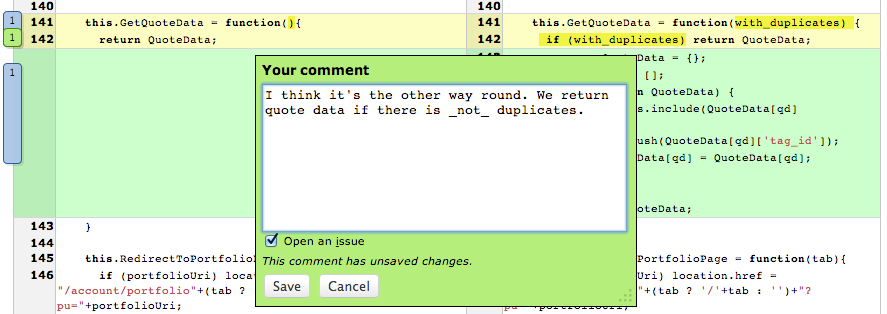 140
1 141 this.GetQuoteData = function(){
1 142 return QuoteData;
1
143 }
144
145 this.RedirectToPortfolio
146 if (portfolioUri) locat
"/account/portfolio"+(tab ?
pu="+portfolioUri;
140
141 this.GetQuoteData = function(with_duplicates) {
142 if (with_duplicates) return QuoteData;
Data = {};
[];
n QuoteData) {
s.include(QuoteData[qd]
ush(QuoteData[qd]['tag_id']);
Data[qd] = QuoteData[qd];
oteData;
PortfolioPage = function(tab){
Uri) location.href =
"+(tab ? '/'+tab : '')+"?
pu="+portfolioUri;
Your comment
I think it's the other way round. We return
quote data if there is _not_ duplicates.
Open an issue
This comment has unsaved changes.
Save Cancel